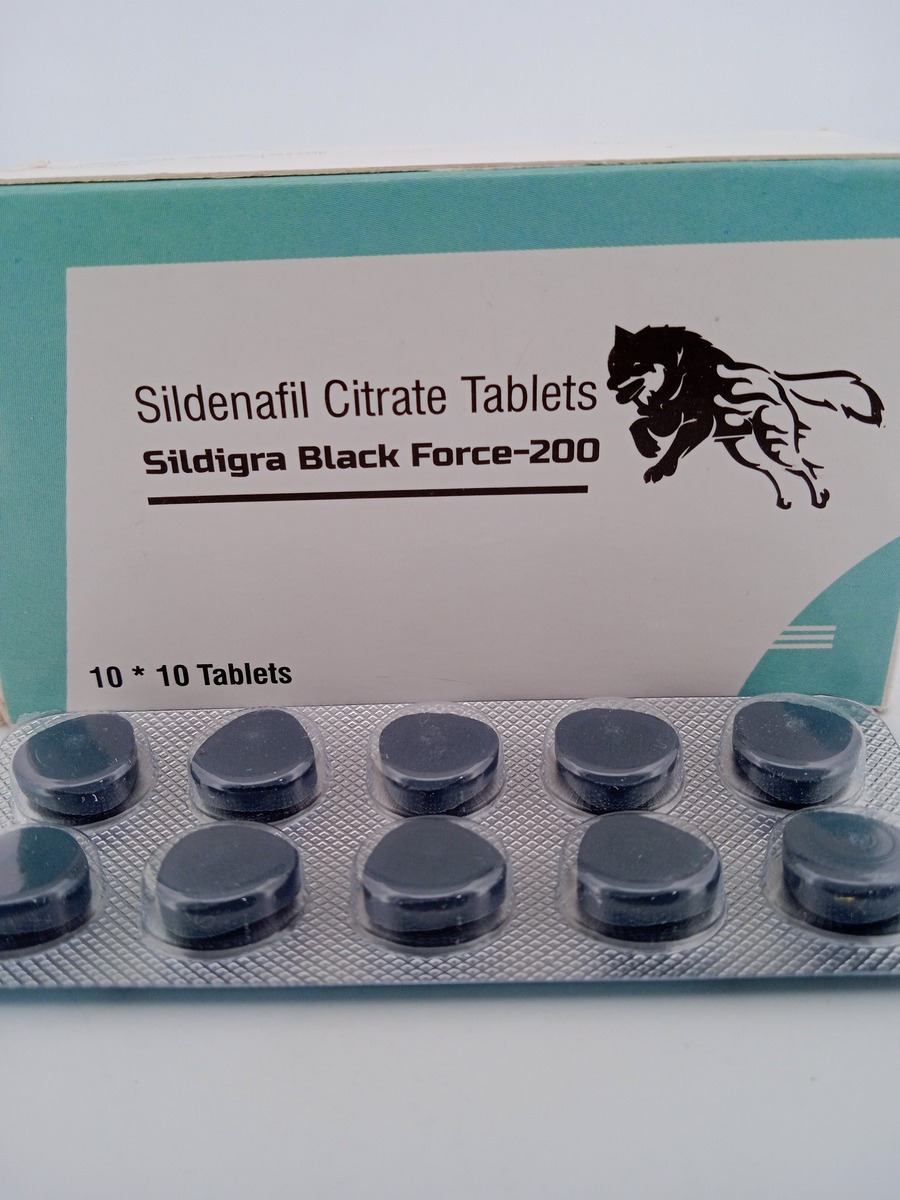 Sildenafil Citrate Tablets
Sildigra Black Force-200
10 * 10 Tablets